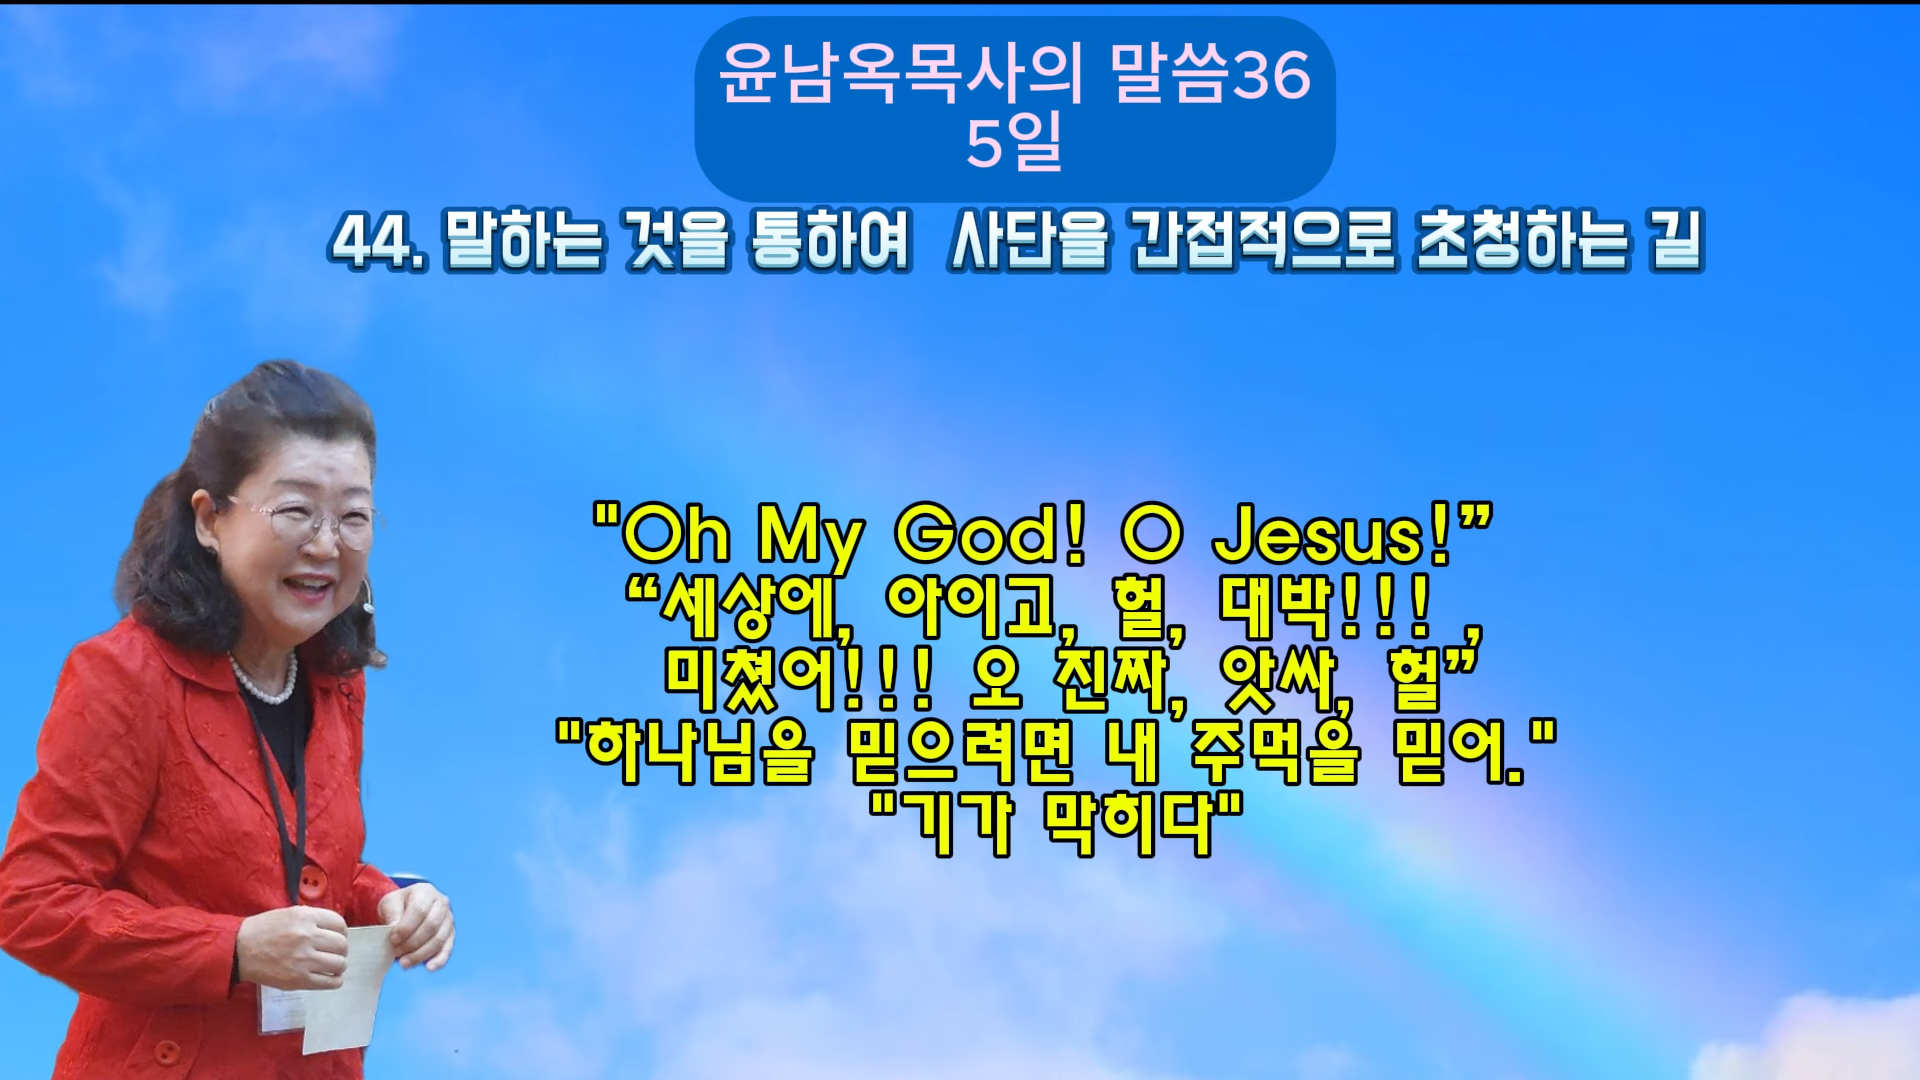 윤남옥목사의 말씀36
5일
44. 말하는 것을 통하여 사단을 간접적으로 초청하는 길
"Oh My God! O Jesus!”
“세상에, 아이고, 헐, 대박!!! ,
미쳤어!!! 오 진짜, 앗싸, 헐”
"하나님을 믿으려면 내 주먹을 믿어."
"기가 막히다"